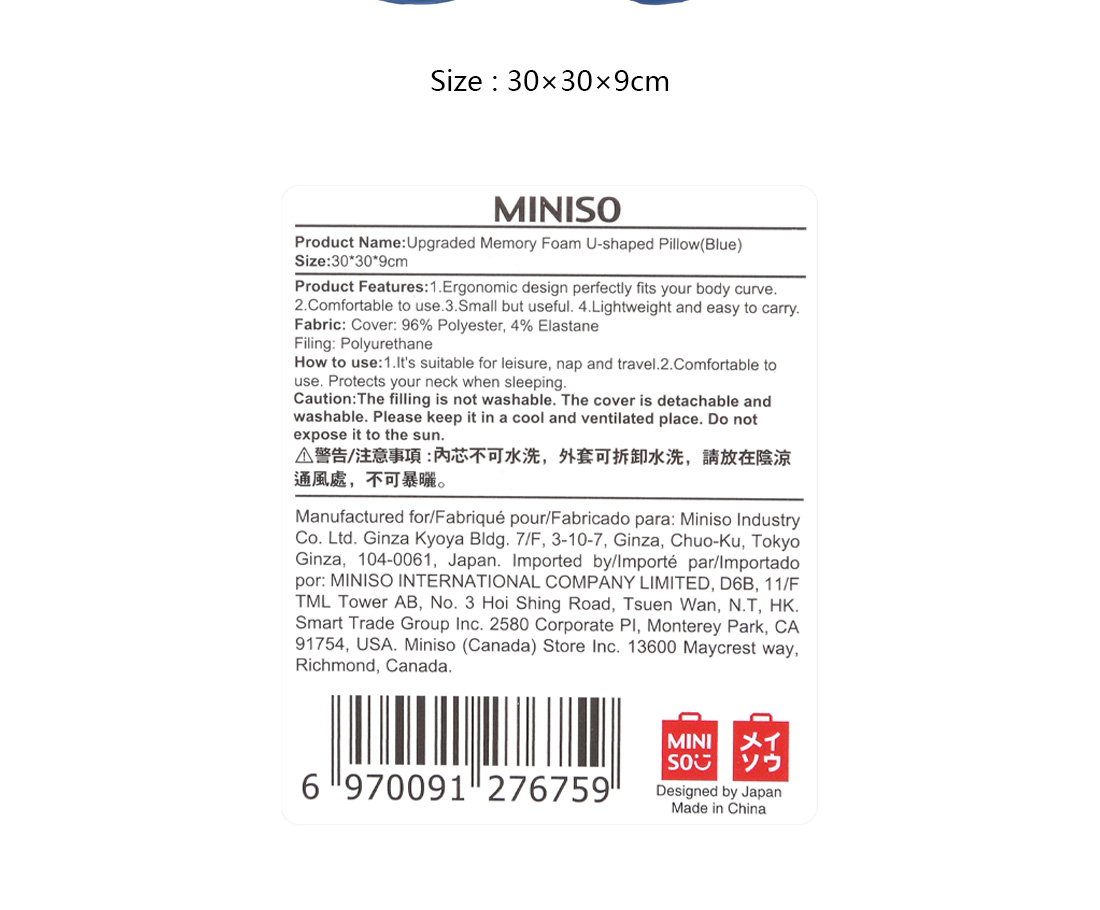 Size : 30×30×9cm
MINISO
Product Name:Upgraded Memory Foam U-shaped Pillow(Blue)
Size:30*30*9cm
Product Features:1.Ergonomic design perfectly fits your body curve.
2.Comfortable to use.3.Small but useful. 4.Lightweight and easy to carry.
Fabric: Cover: 96% Polyester, 4% Elastane
Filing: Polyurethane
How to use:1.It's suitable for leisure, nap and travel.2.Comfortable to
use. Protects your neck when sleeping.
Caution:The filling is not washable. The cover is detachable and
washable. Please keep it in a cool and ventilated place. Do not
expose it to the sun.
⚠警告/注意事項 :內芯不可水洗，外套可拆卸水洗，請放在陰涼
通風處，不可暴曬。
Manufactured for/Fabriqué pour/Fabricado para: Miniso Industry
Co. Ltd. Ginza Kyoya Bldg. 7/F, 3-10-7, Ginza, Chuo-Ku, Tokyo
Ginza, 104-0061, Japan. Imported by/Importé par/Importado
por: MINISO INTERNATIONAL COMPANY LIMITED, D6B, 11/F
TML Tower AB, No. 3 Hoi Shing Road, Tsuen Wan, N.T, HK.
Smart Trade Group Inc. 2580 Corporate Pl, Monterey Park, CA
91754, USA. Miniso (Canada) Store Inc. 13600 Maycrest way,
Richmond, Canada.
6 970091 276759
MINI
SO
メイ
ソウ
Designed by Japan
Made in China